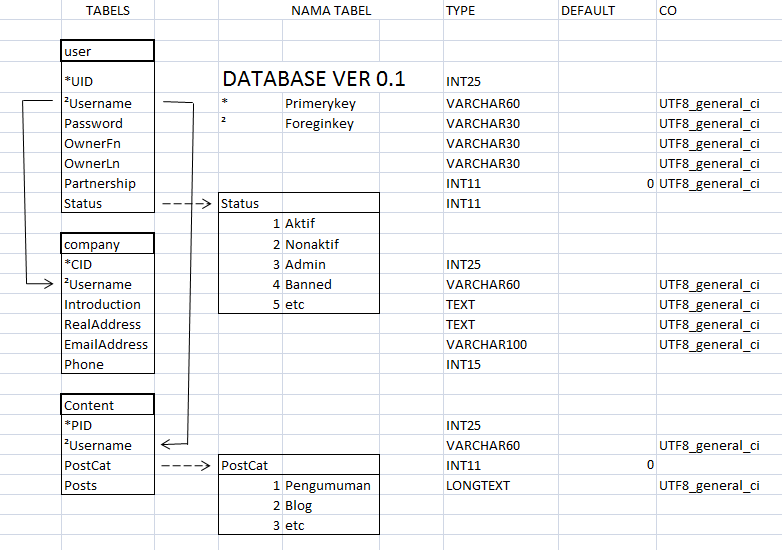 TABELS NAMA TABEL TYPE DEFAULT CO
user
*UID DATABASE VER 0.1 INT25
²Username * Primerykey VARCHAR60 UTF8_general_ci
Password ² Foreginkey VARCHAR30 UTF8_general_ci
OwnerFn VARCHAR30 UTF8_general_ci
OwnerLn VARCHAR30 UTF8_general_ci
Partnership INT11 0 UTF8_general_ci
Status Status INT11
1 Aktif
company 2 Nonaktif
*CID 3 Admin INT25
²Username 4 Banned VARCHAR60 UTF8_general_ci
Introduction 5 etc TEXT UTF8_general_ci
RealAddress TEXT UTF8_general_ci
EmailAddress VARCHAR100 UTF8_general_ci
Phone INT15
Content
*PID INT25
²Username VARCHAR60 UTF8_general_ci
PostCat PostCat INT11 0
Posts 1 Pengumuman LONGTEXT UTF8_general_ci
2 Blog
3 etc